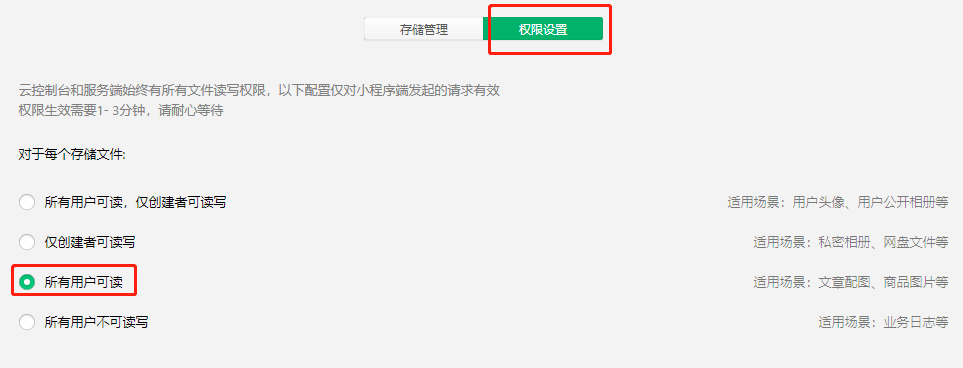 存储管理 权限设置
云控制台和服务端始终有所有文件读写权限，以下配置仅对小程序端发起的请求有效
权限生效需要1- 3分钟，请耐心等待
对于每个存储文件:
所有用户可读，仅创建者可读写 适用场景：用户头像、用户公开相册等
仅创建者可读写 适用场景：私密相册、网盘文件等
所有用户可读 适用场景：文章配图、商品图片等
所有用户不可读写 适用场景：业务日志等